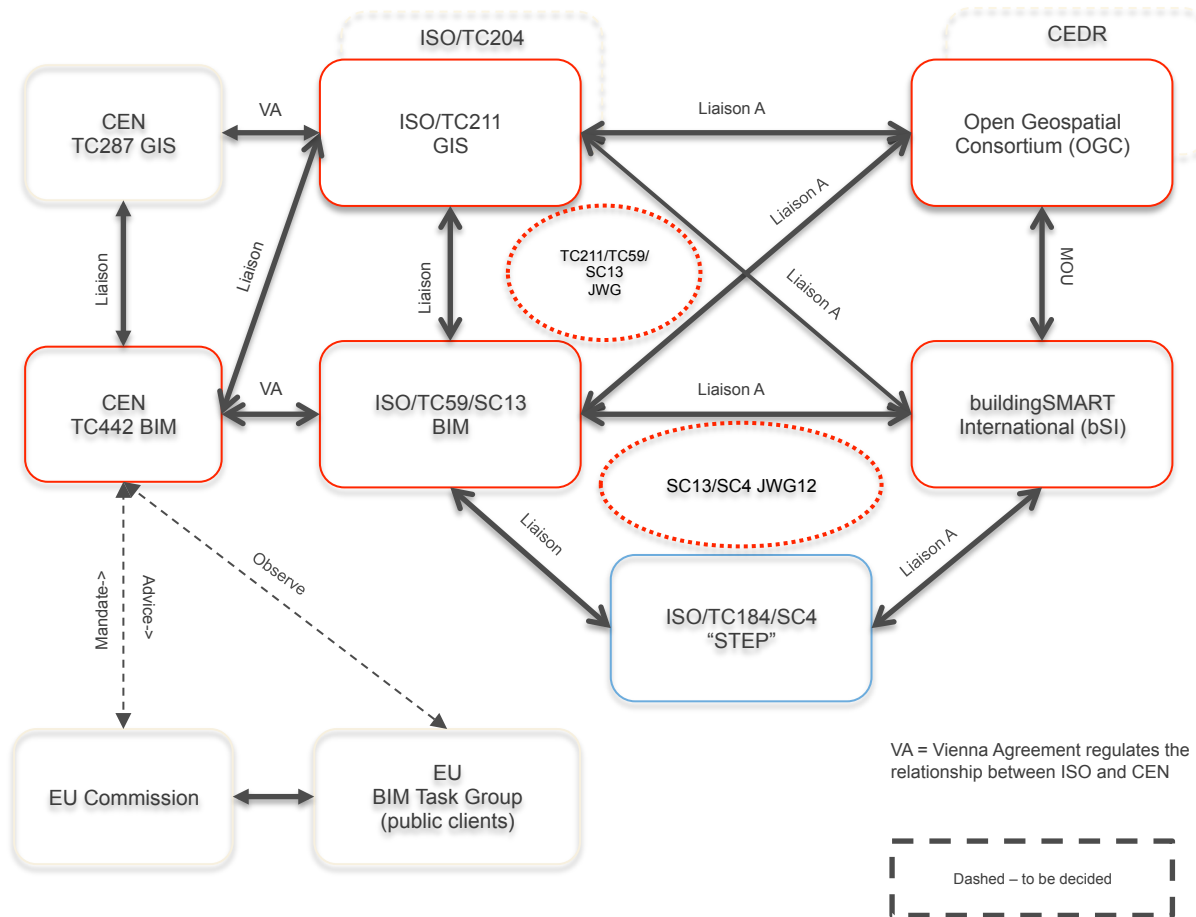 ISO/TC204
CEDR
CEN
TC287 GIS
VA
ISO/TC211
GIS
Liaison A
Open Geospatial
Consortium (OGC)
Liaison
Liaison
Liaison
TC211/TC59/
SC13
JWG
Liaison A
Liaison A
MOU
CEN
TC442 BIM
VA
ISO/TC59/SC13
BIM
Liaison A
buildingSMART
International (bSI)
SC13/SC4 JWG12
Liaison
Liaison A
Mandate->
Advice->
Observe
ISO/TC184/SC4
“STEP”
EU Commission
EU
BIM Task Group
(public clients)
VA = Vienna Agreement regulates the
relationship between ISO and CEN
Dashed – to be decided